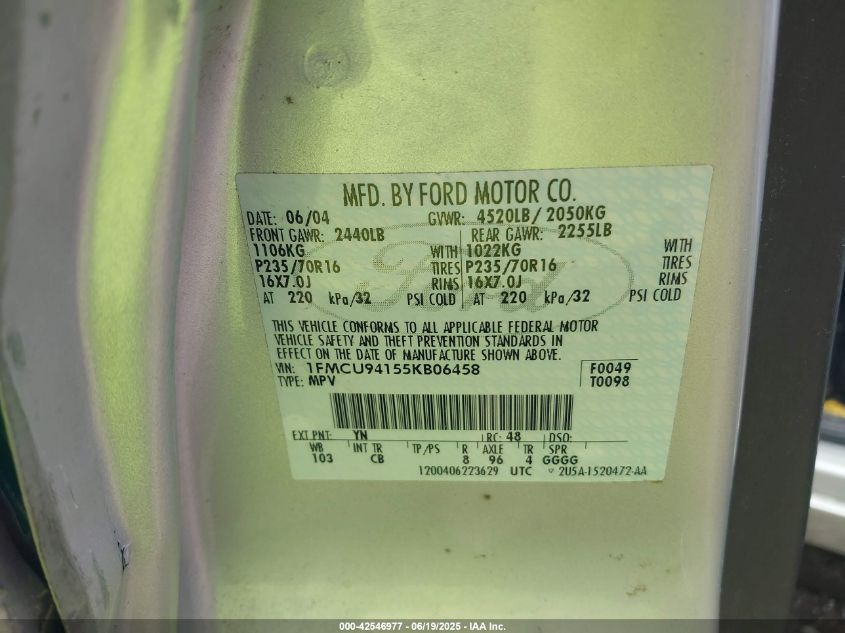 MFD. BY FORD MOTOR CO.
DATE: 06/04 GVWR: 4520LB/ 2050KG
FRONT GAWR: 2440LB REAR GAWR: 2255LB
1106KG WITH 1022KG WITH
P235/70R16 TIRES P235/70R16 TIRES
16X7.0J RIMS 16X7.0J RIMS
AT 220 kPa/32 PSI COLD AT 220 kPa/32 PSI COLD
Ford
THIS VEHICLE CONFORMS TO ALL APPLICABLE FEDERAL MOTOR
VEHICLE SAFETY AND THEFT PREVENTION STANDARDS IN
EFFECT ON THE DATE OF MANUFACTURE SHOWN ABOVE.
VIN: 1FMCU94155KB06458 F0049
TYPE: MPV T0098
EXT PNT: YN RC: 48 DSO:
WB INT TR TP/PS R AXLE TR SPR
103 CB 8 96 4 GGGG
1200406223629 UTC 2U5A-1520472-AA
000-42546977 - 06/19/2025 - IAA Inc.